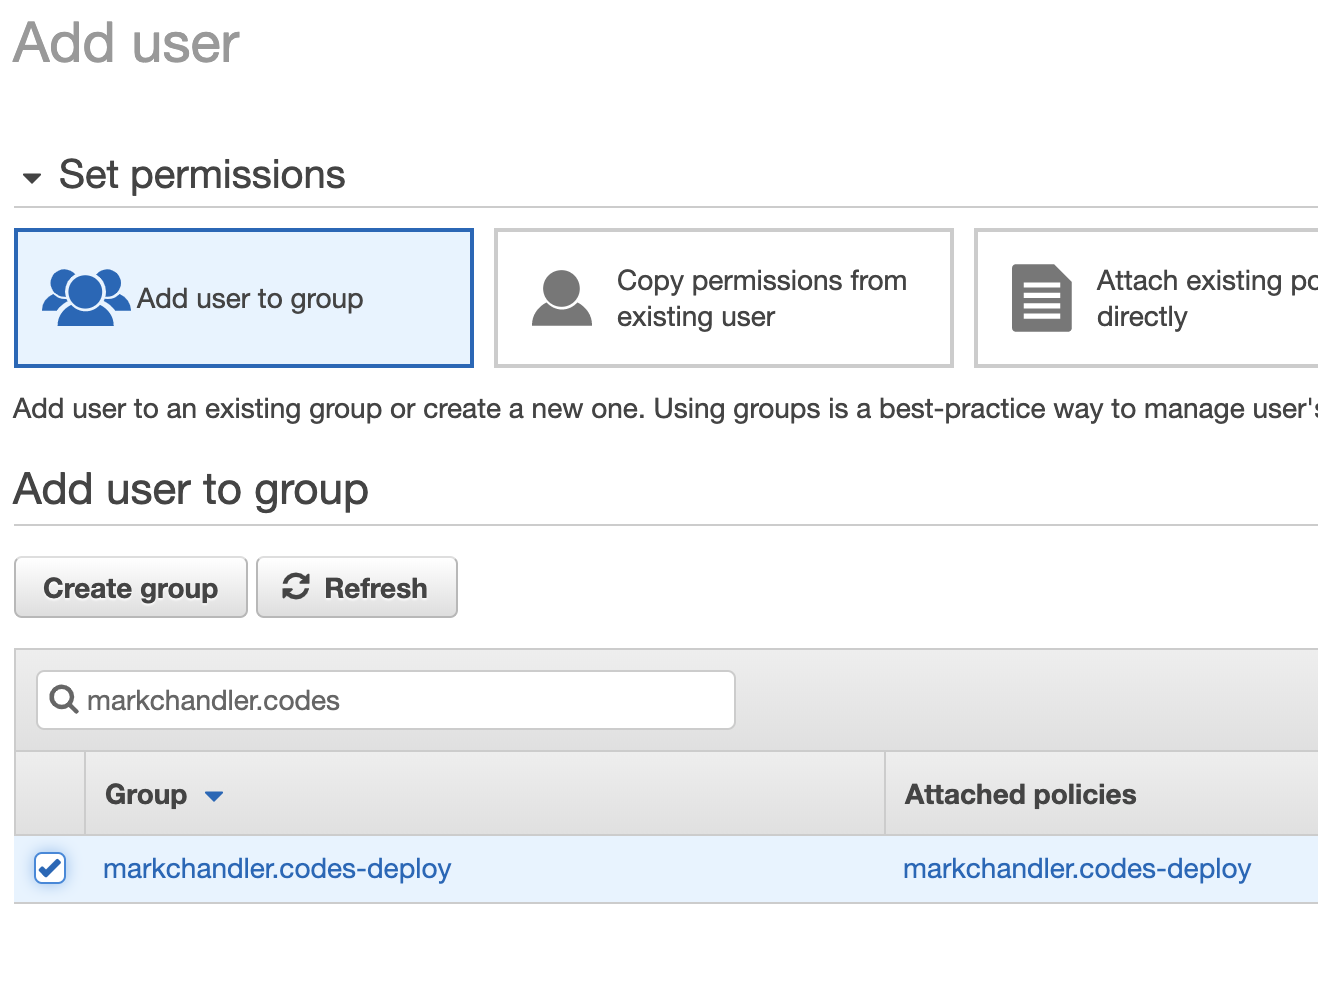 Add user
Set permissions
Add user to group
Copy permissions from
existing user
Attach existing po
directly
Add user to an existing group or create a new one. Using groups is a best-practice way to manage user's
Add user to group
Create group
Refresh
markchandler.codes
Group
Attached policies
markchandler.codes-deploy
markchandler.codes-deploy